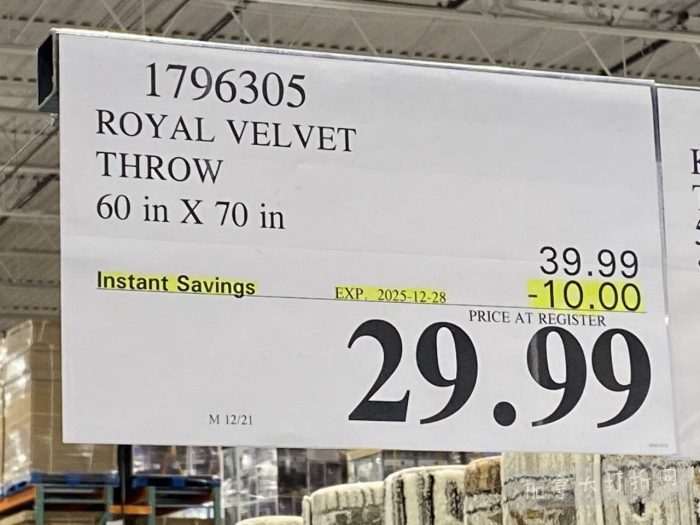 1796305
ROYAL VELVET
THROW
60 in X 70 in
39.99
Instant Savings EXP. 2025-12-28 -10.00
PRICE AT REGISTER
29.99
M 12/21